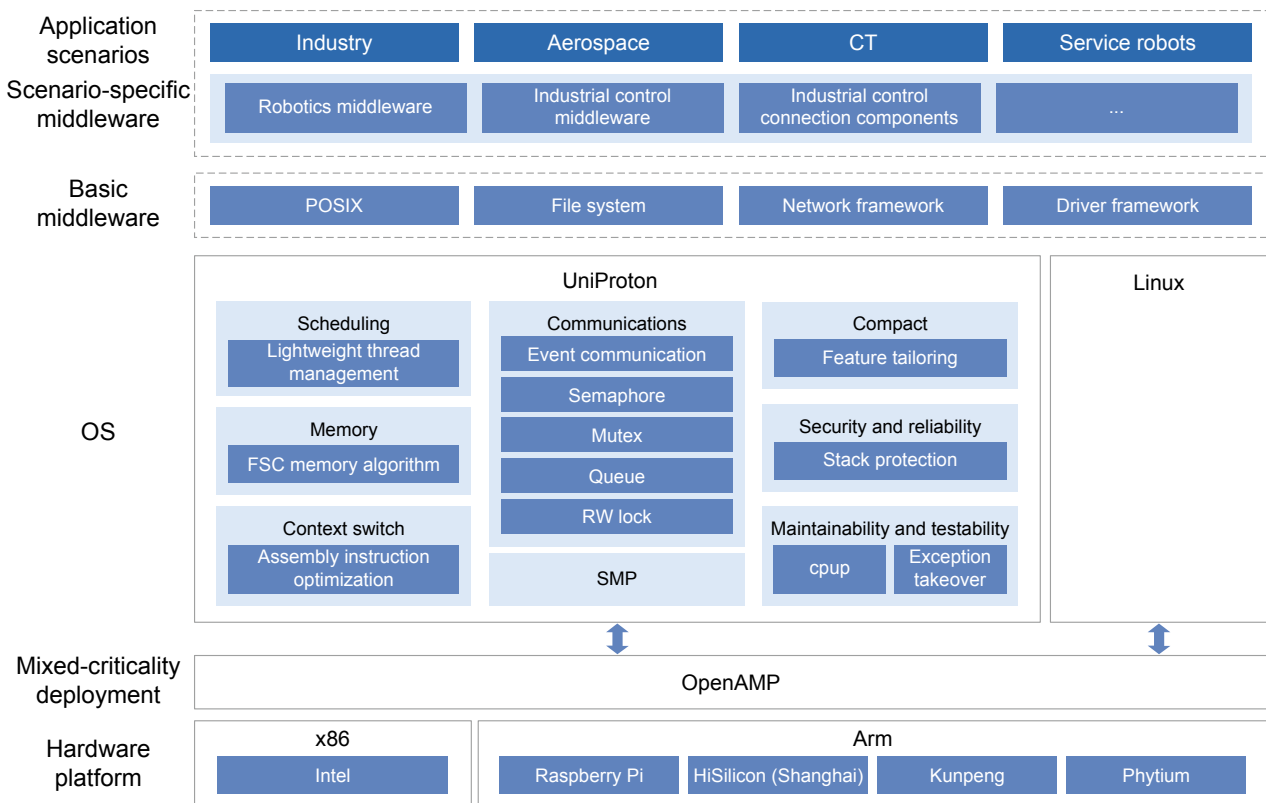 Application
scenarios
Industry
Aerospace
CT
Service robots
Scenario-specific
middleware
Robotics middleware
Industrial control
middleware
Industrial control
connection components
...
Basic
middleware
POSIX
File system
Network framework
Driver framework
OS
UniProton
Scheduling
Lightweight thread
management
Memory
FSC memory algorithm
Context switch
Assembly instruction
optimization
Communications
Event communication
Semaphore
Mutex
Queue
RW lock
SMP
Compact
Feature tailoring
Security and reliability
Stack protection
Maintainability and testability
cpup
Exception
takeover
Linux
Mixed-criticality
deployment
OpenAMP
Hardware
platform
x86
Intel
Arm
Raspberry Pi
HiSilicon (Shanghai)
Kunpeng
Phytium